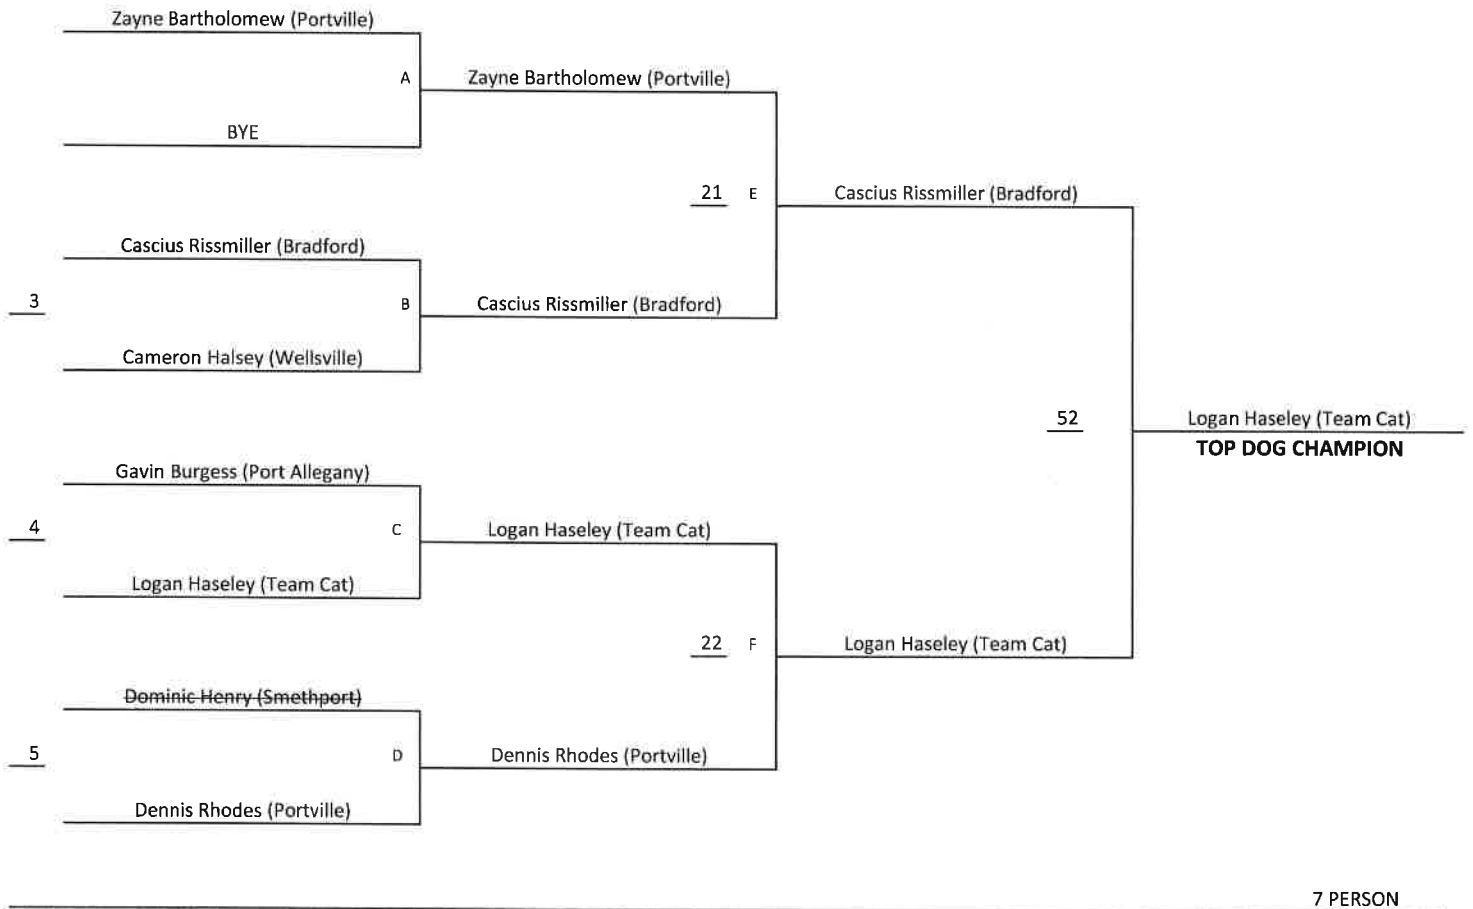 Zayne Bartholomew (Portville)
A
Zayne Bartholomew (Portville)
BYE
21
E
Cascius Rissmiller (Bradford)
Cascius Rissmiller (Bradford)
3
B
Cascius Rissmiller (Bradford)
Cameron Halsey (Wellsville)
52
Logan Haseley (Team Cat)
TOP DOG CHAMPION
Gavin Burgess (Port Allegany)
4
C
Logan Haseley (Team Cat)
Logan Haseley (Team Cat)
22
F
Logan Haseley (Team Cat)
Dominic Henry (Smethport)
5
D
Dennis Rhodes (Portville)
Dennis Rhodes (Portville)
7 PERSON